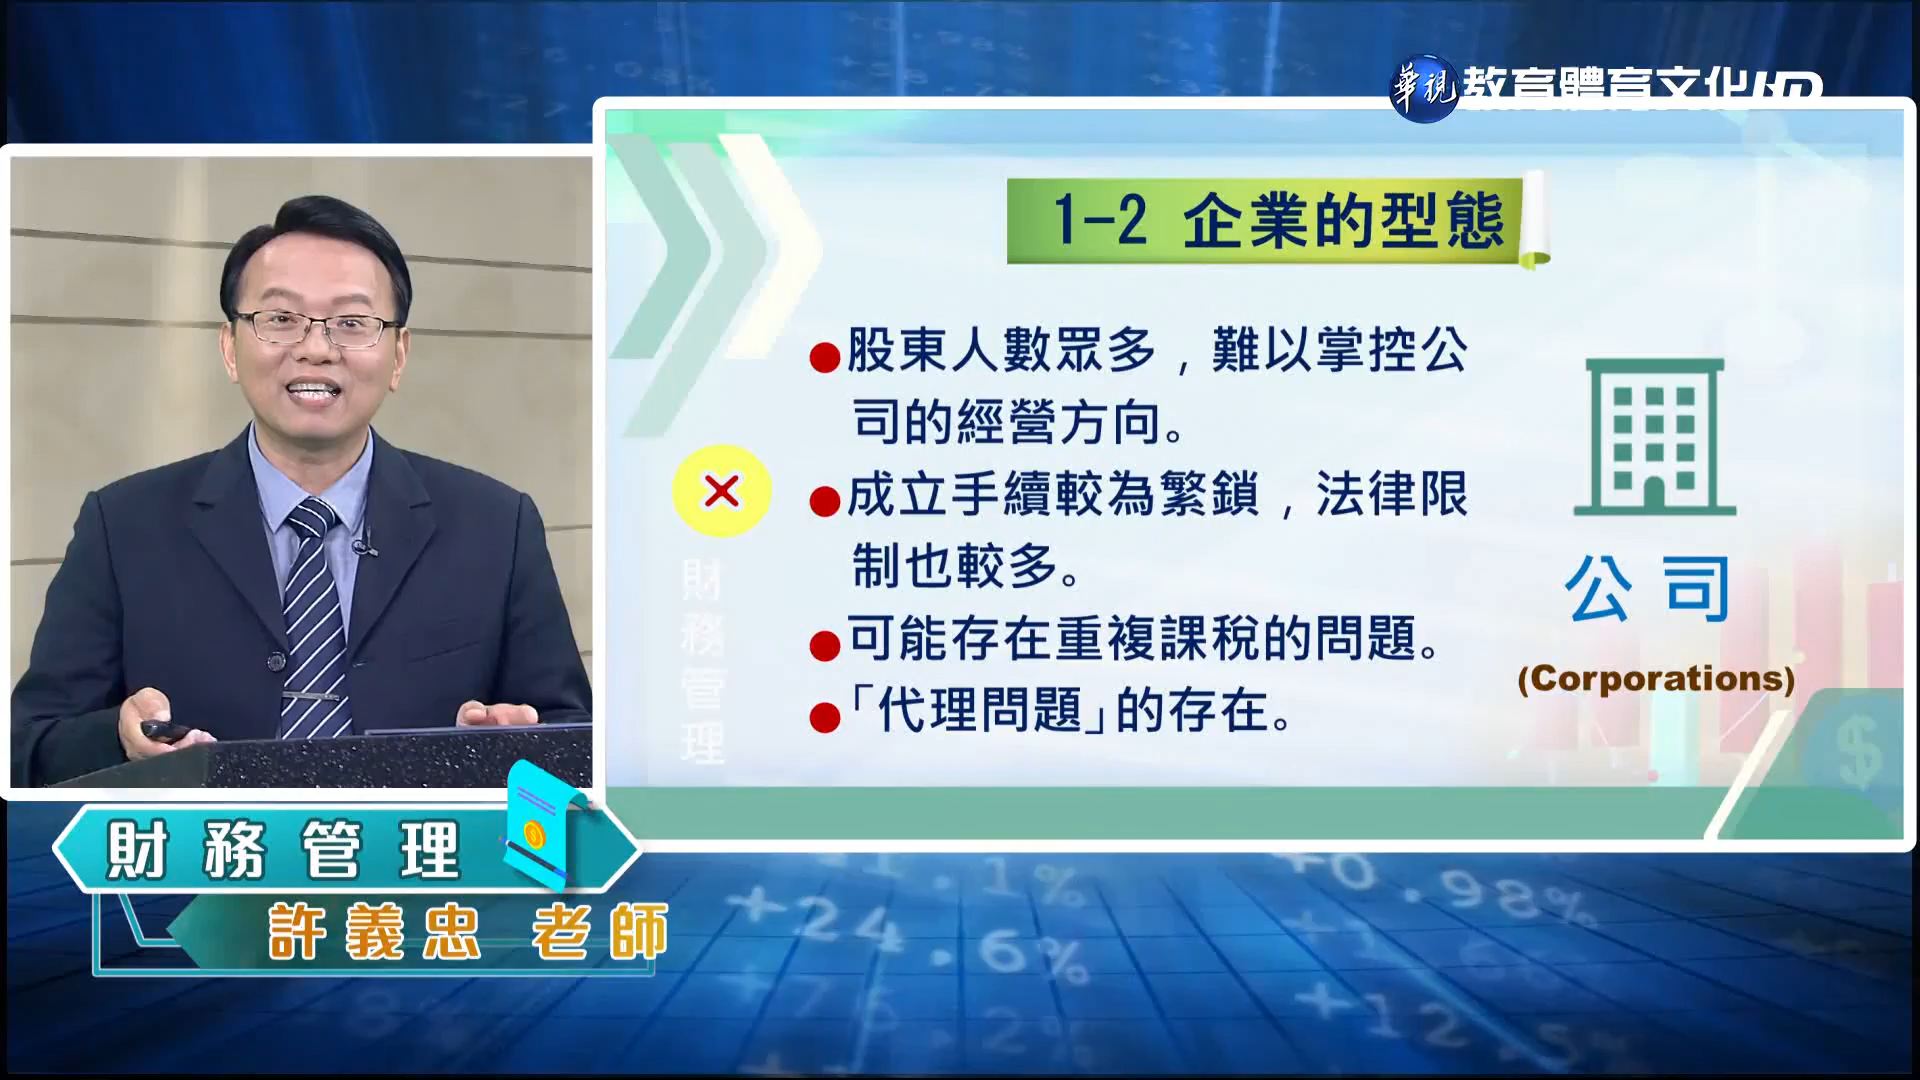 華視 教育體育文化HD
1-2 企業的型態
●股東人數眾多，難以掌控公
司的經營方向。
●成立手續較為繁鎖，法律限
制也較多。
●可能存在重複課稅的問題。
●「代理問題」的存在。
公司
(Corporations)
財務管理
財務管理
許義忠 老師
+24.6%
+0.98%